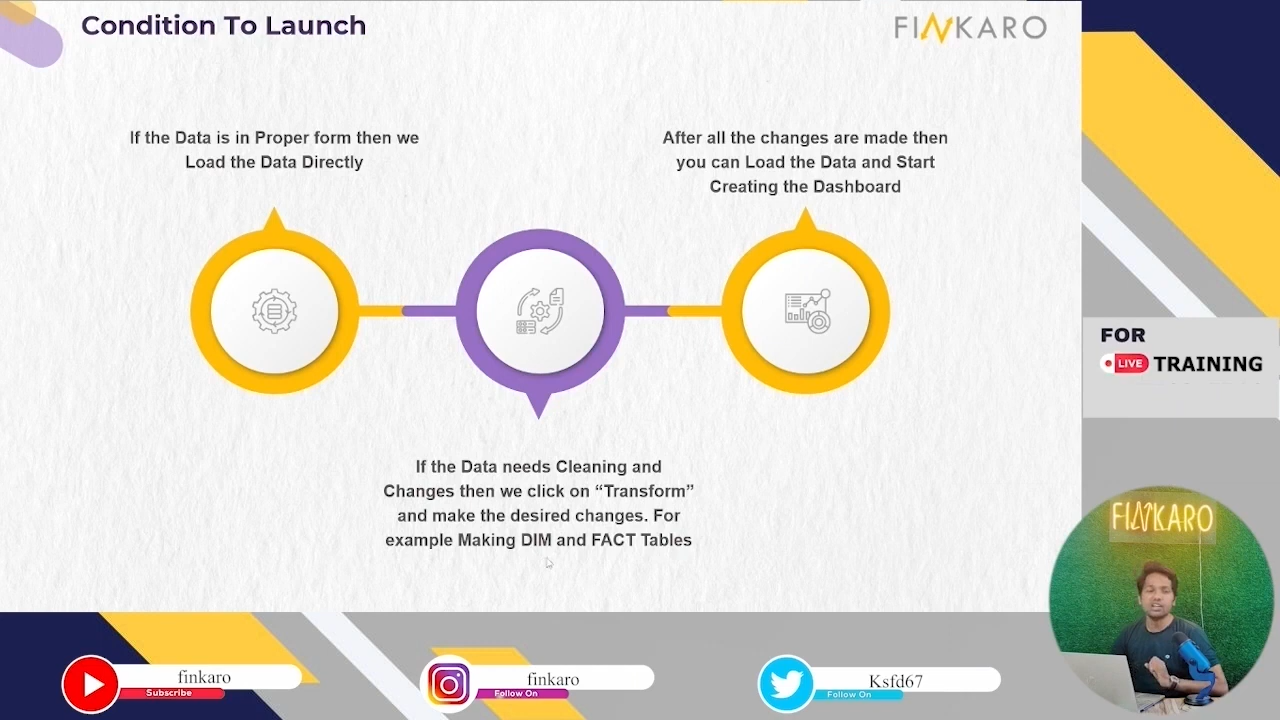 Condition To Launch
FINKARO
If the Data is in Proper form then we
Load the Data Directly
After all the changes are made then
you can Load the Data and Start
Creating the Dashboard
If the Data needs Cleaning and
Changes then we click on “Transform”
and make the desired changes. For
example Making DIM and FACT Tables
FOR
LIVE TRAINING
FINKARO
finkaro
Subscribe
finkaro
Follow On
Ksfd67
Follow On